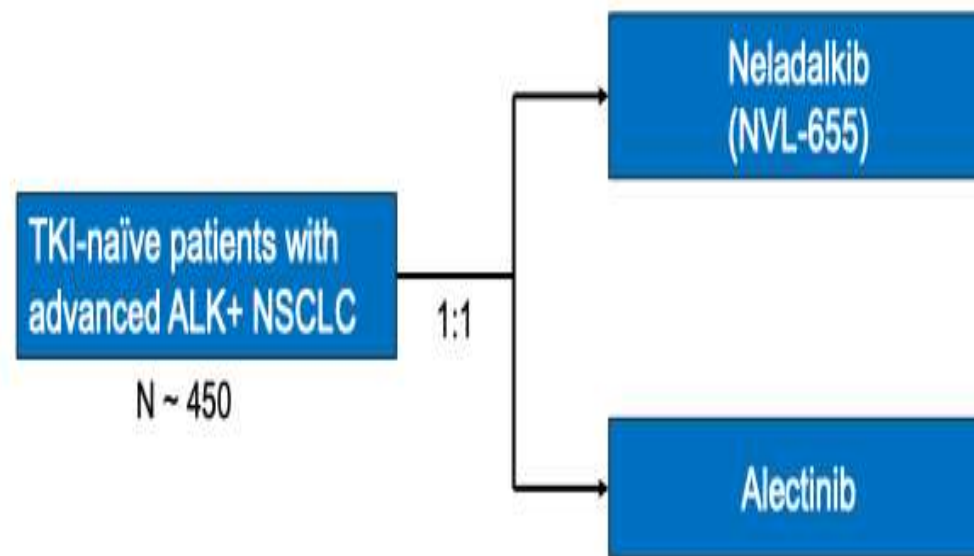 Neladalkib
(NVL-655)
TKI-naïve patients with
advanced ALK+ NSCLC
1:1
N ~ 450
Alectinib